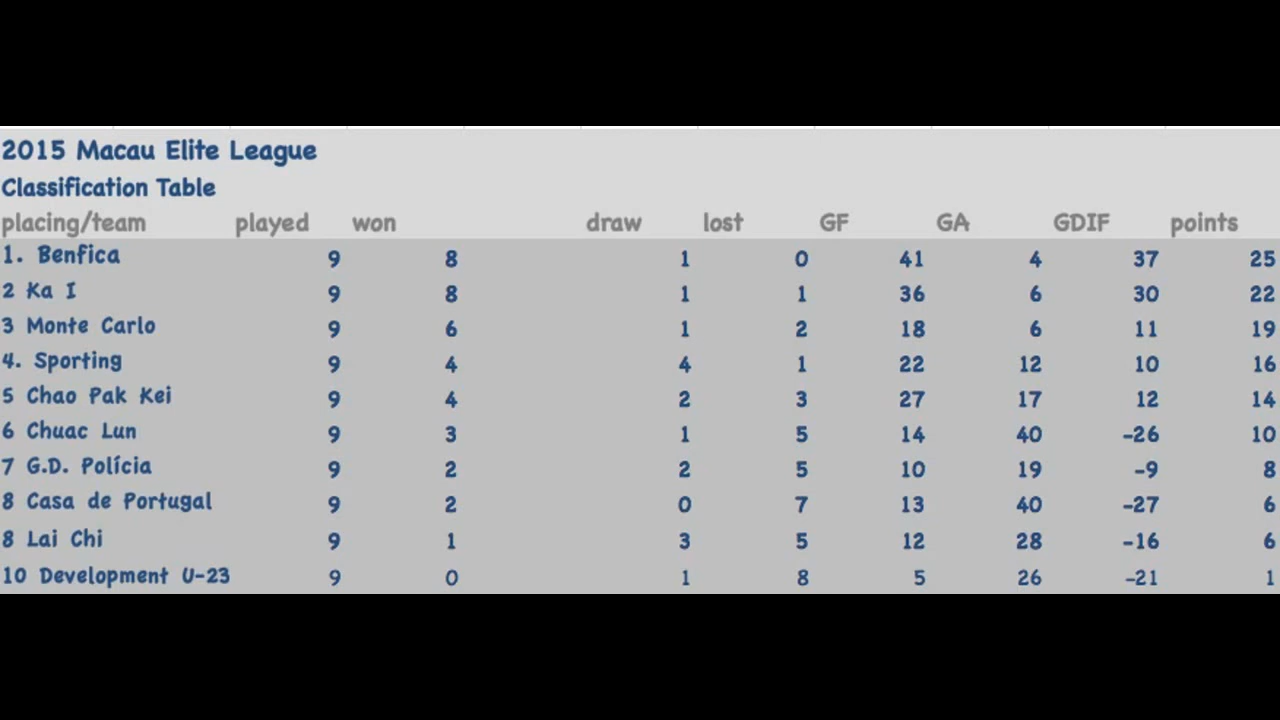 2015 Macau Elite League
Classification Table
placing/team played won draw lost GF GA GDIF points
1. Benfica 9 8 1 0 41 4 37 25
2 Ka I 9 8 1 1 36 6 30 22
3 Monte Carlo 9 6 1 2 18 6 11 19
4. Sporting 9 4 4 1 22 12 10 16
5 Chao Pak Kei 9 4 2 3 27 17 12 14
6 Chuac Lun 9 3 1 5 14 40 -26 10
7 G.D. Polícia 9 2 2 5 10 19 -9 8
8 Casa de Portugal 9 2 0 7 13 40 -27 6
8 Lai Chi 9 1 3 5 12 28 -16 6
10 Development U-23 9 0 1 8 5 26 -21 1